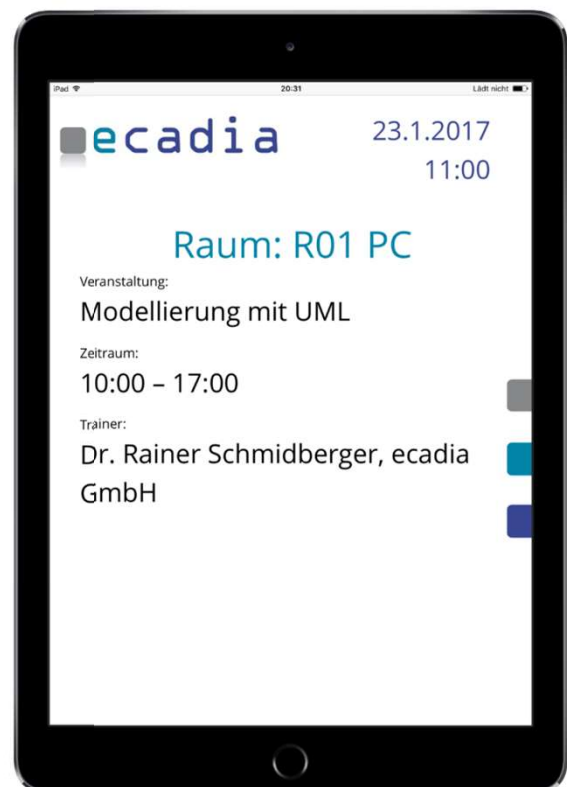 iPad 20:31 Lädt nicht
ecadia 23.1.2017
11:00
Raum: R01 PC
Veranstaltung:
Modellierung mit UML
Zeitraum:
10:00 – 17:00
Trainer:
Dr. Rainer Schmidberger, ecadia
GmbH